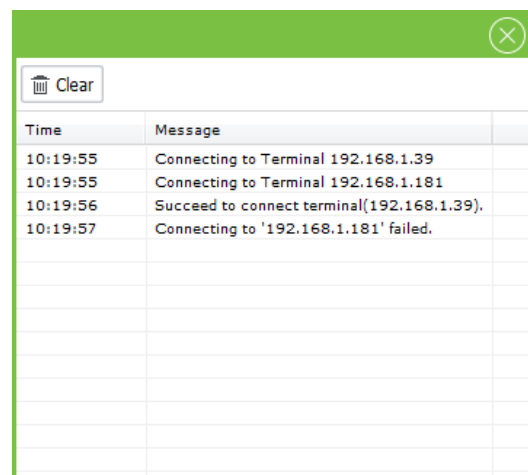 Clear
Time Message
10:19:55 Connecting to Terminal 192.168.1.39
10:19:55 Connecting to Terminal 192.168.1.181
10:19:56 Succeed to connect terminal(192.168.1.39).
10:19:57 Connecting to '192.168.1.181' failed.